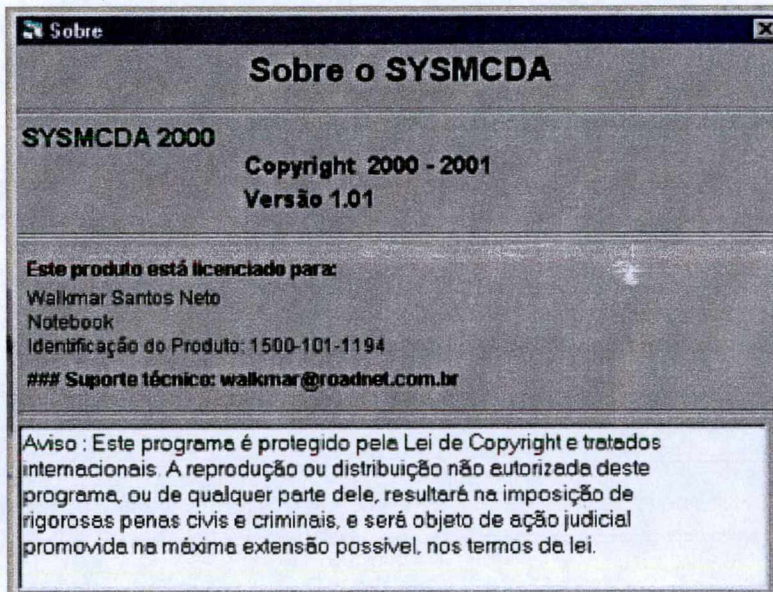 Sobre
Sobre o SYSMCDA
SYSMCDA 2000
Copyright 2000 - 2001
Versão 1.01
Este produto está licenciado para:
Walkmar Santos Neto
Notebook
Identificação do Produto: 1500-101-1194
### Suporte técnico: walkmar@roadnet.com.br
Aviso : Este programa é protegido pela Lei de Copyright e tratados
internacionais. A reprodução ou distribuição não autorizada deste
programa, ou de qualquer parte dele, resultará na imposição de
rigorosas penas civis e criminais, e será objeto de ação judicial
promovida na máxima extensão possível, nos termos da lei.